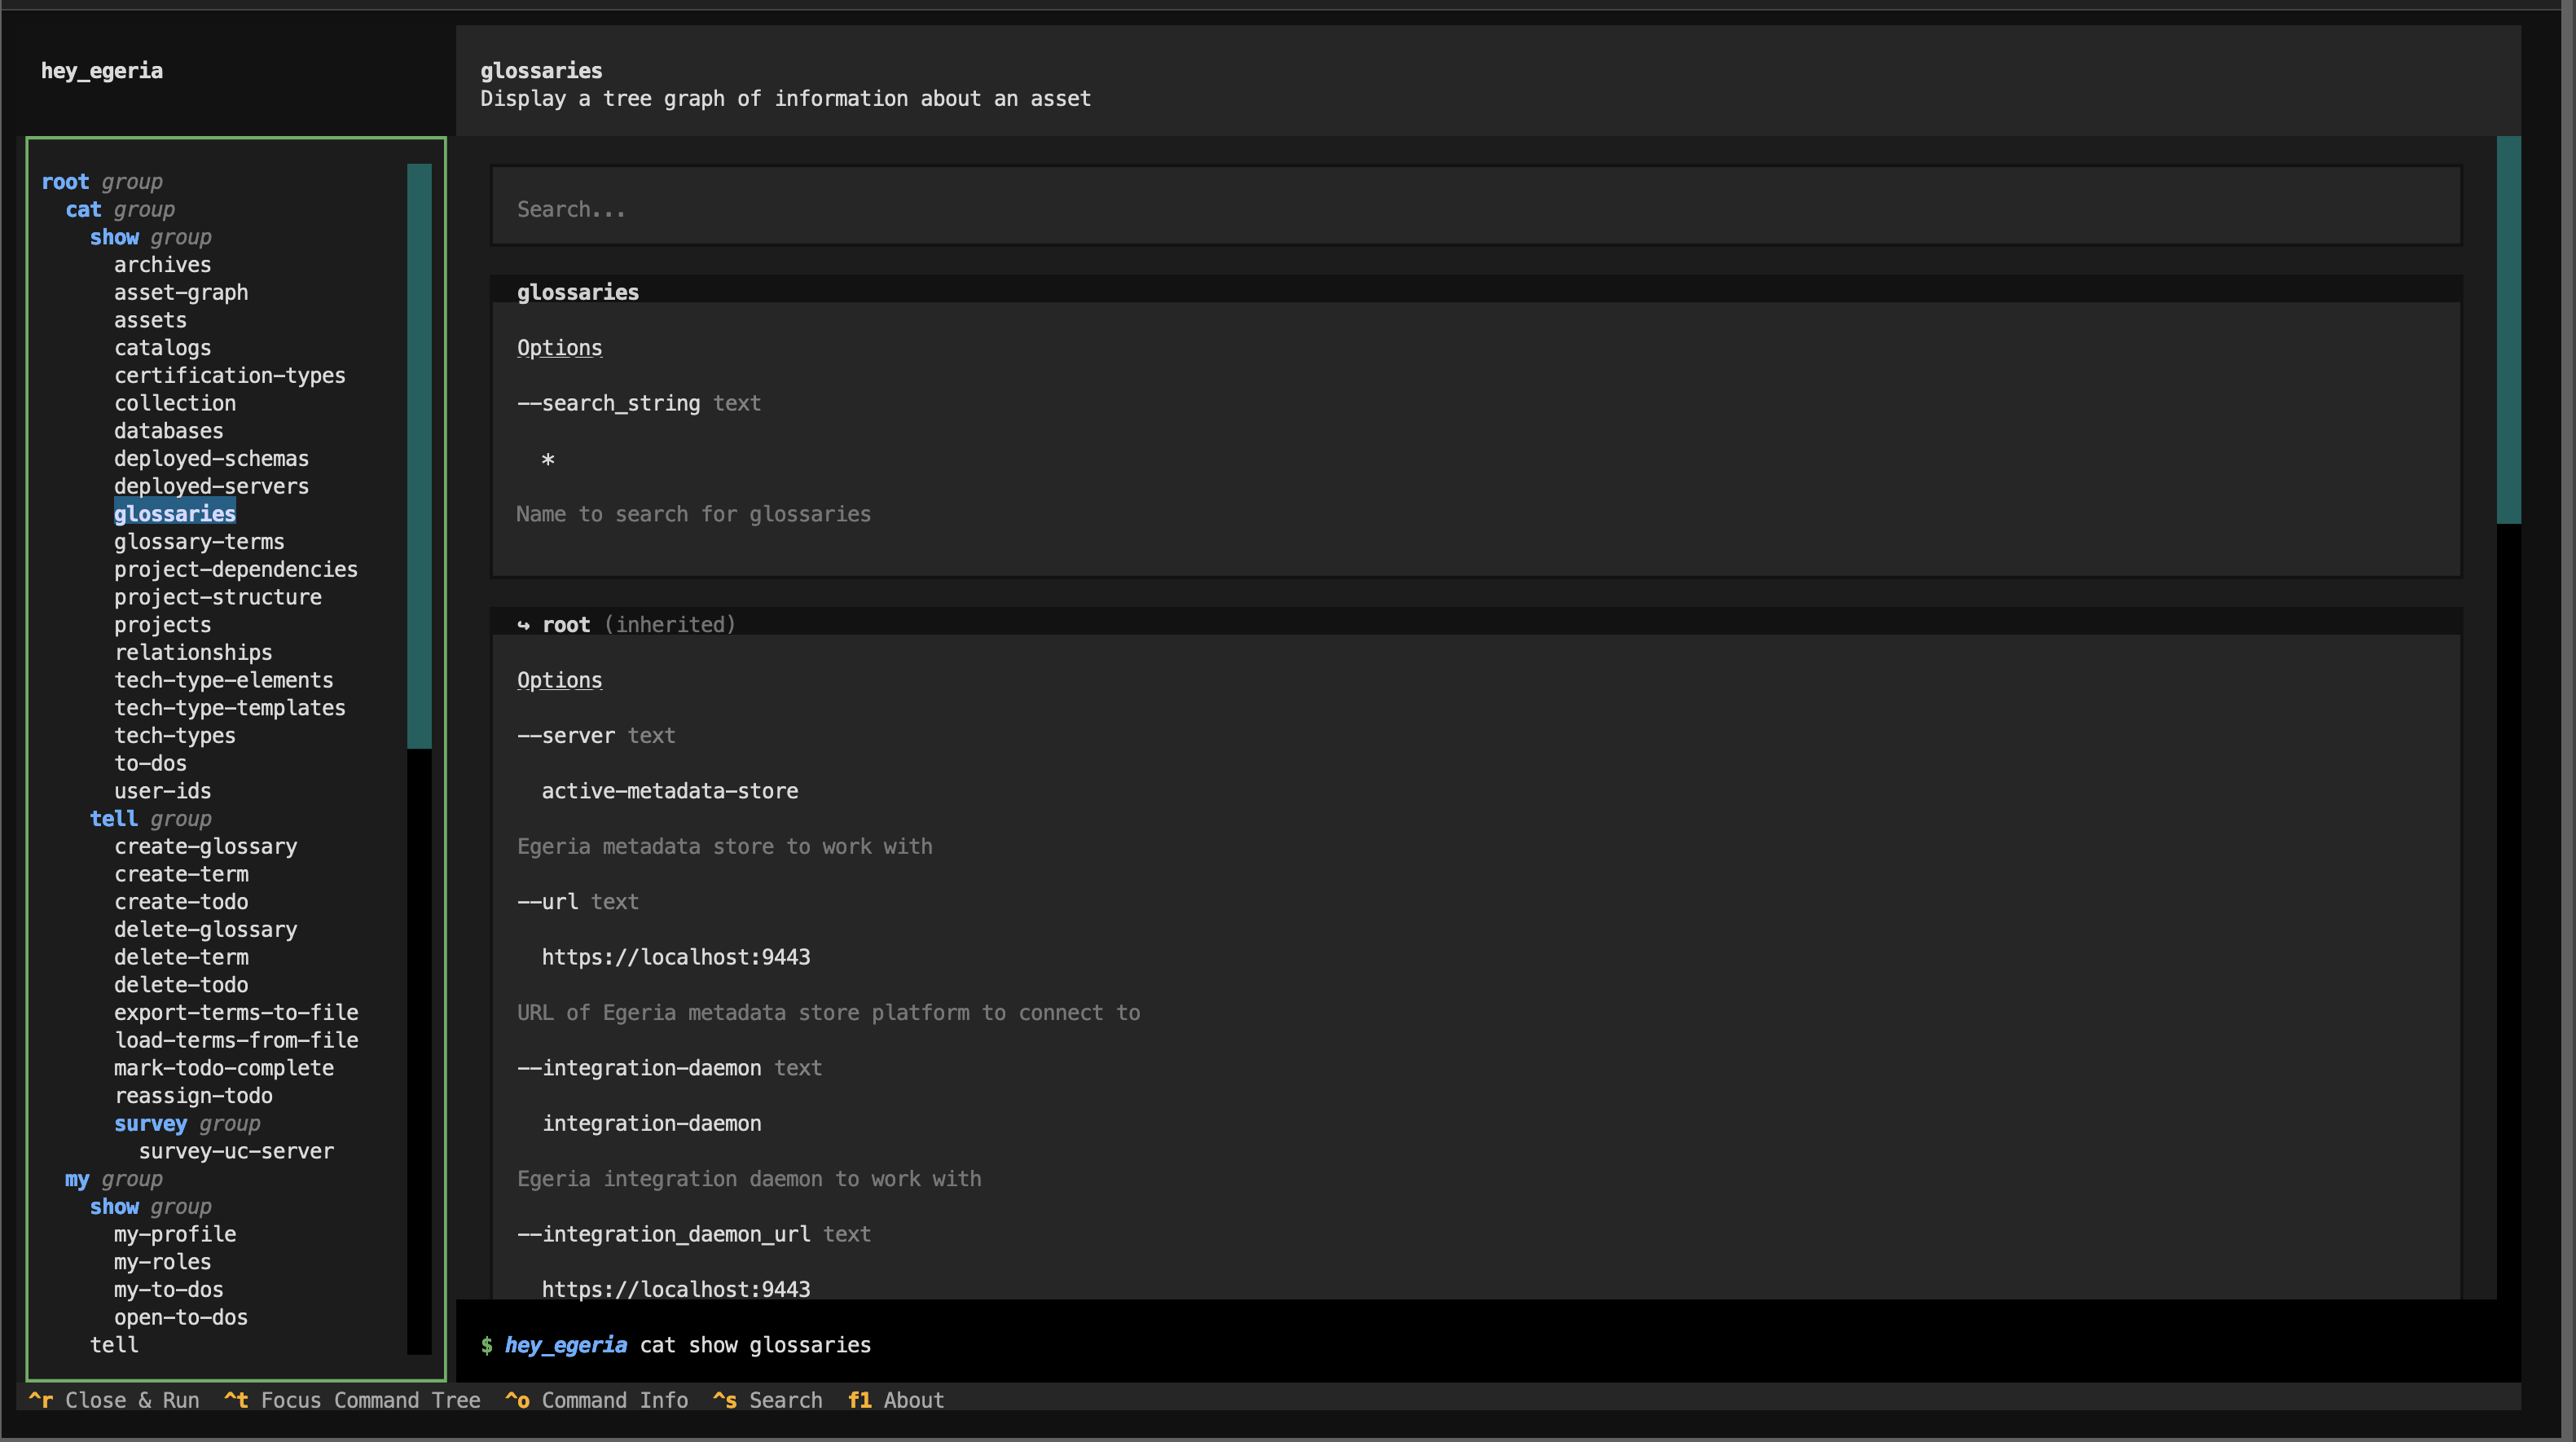 hey_egeria
glossaries
Display a tree graph of information about an asset
root group
cat group
show group
archives
asset-graph
assets
catalogs
certification-types
collection
databases
deployed-schemas
deployed-servers
glossaries
glossary-terms
project-dependencies
project-structure
projects
relationships
tech-type-elements
tech-type-templates
tech-types
to-dos
user-ids
tell group
create-glossary
create-term
create-todo
delete-glossary
delete-term
delete-todo
export-terms-to-file
load-terms-from-file
mark-todo-complete
reassign-todo
survey group
survey-uc-server
my group
show group
my-profile
my-roles
my-to-dos
open-to-dos
tell
Search...
glossaries
Options
--search_string text
*
Name to search for glossaries
↪ root (inherited)
Options
--server text
active-metadata-store
Egeria metadata store to work with
--url text
https://localhost:9443
URL of Egeria metadata store platform to connect to
--integration-daemon text
integration-daemon
Egeria integration daemon to work with
--integration_daemon_url text
https://localhost:9443
$ hey_egeria cat show glossaries
^r Close & Run ^t Focus Command Tree ^o Command Info ^s Search f1 About